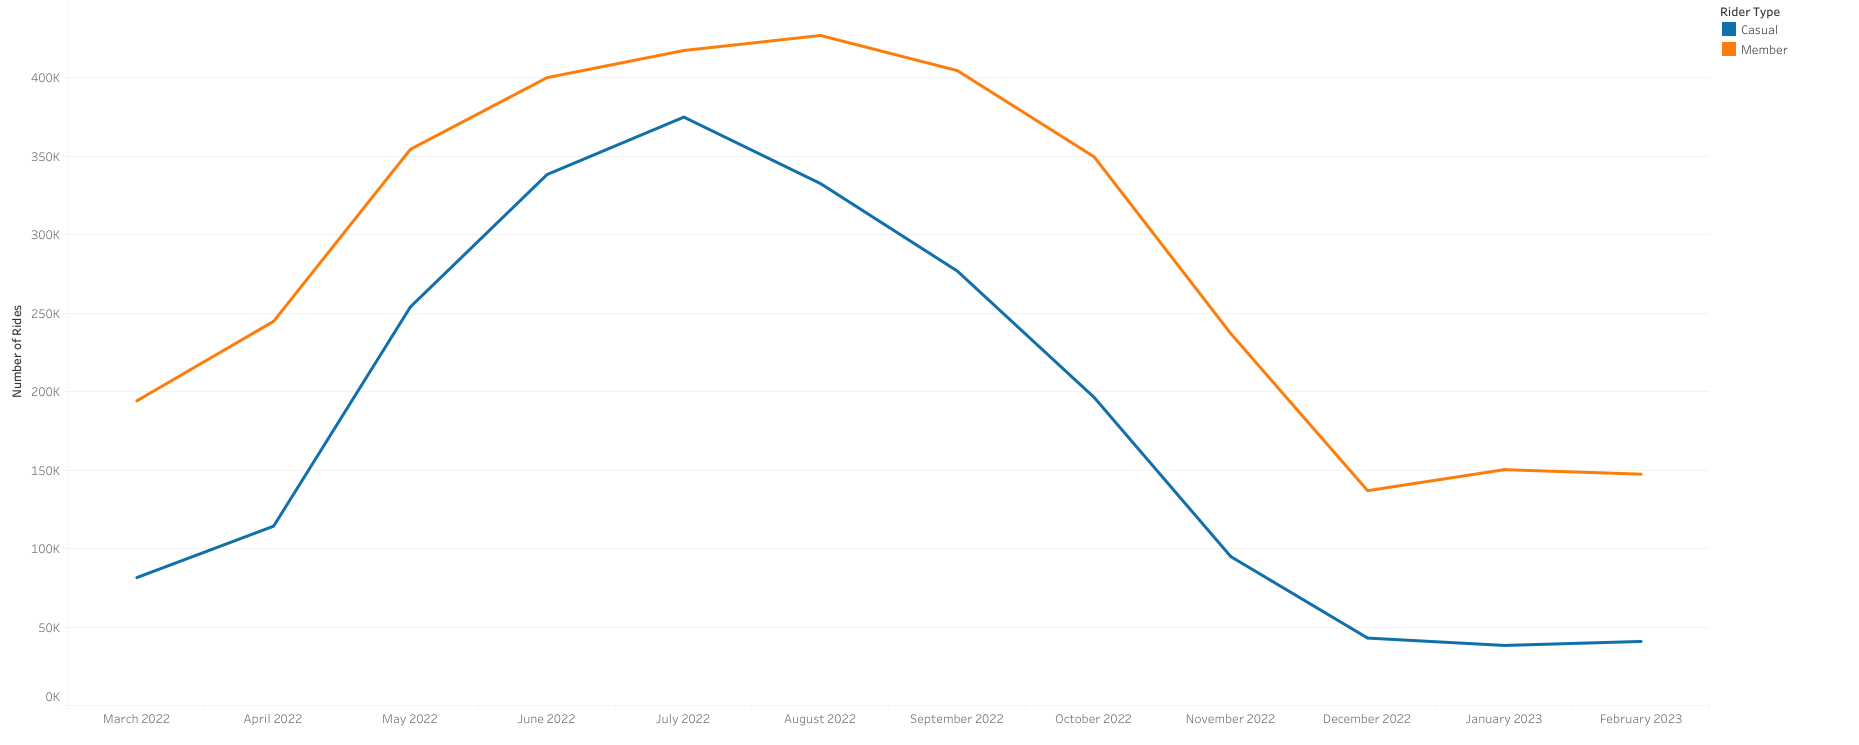 Rider Type
Casual
Member
Number of Rides
400K
350K
300K
250K
200K
150K
100K
50K
0K
March 2022 April 2022 May 2022 June 2022 July 2022 August 2022 September 2022 October 2022 November 2022 December 2022 January 2023 February 2023